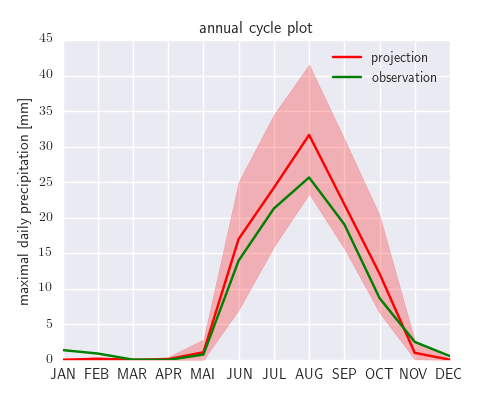 annual cycle plot
maximal daily precipitation [mm]
45
40
35
30
25
20
15
10
5
0
projection
observation
JAN FEB MAR APR MAI JUN JUL AUG SEP OCT NOV DEC